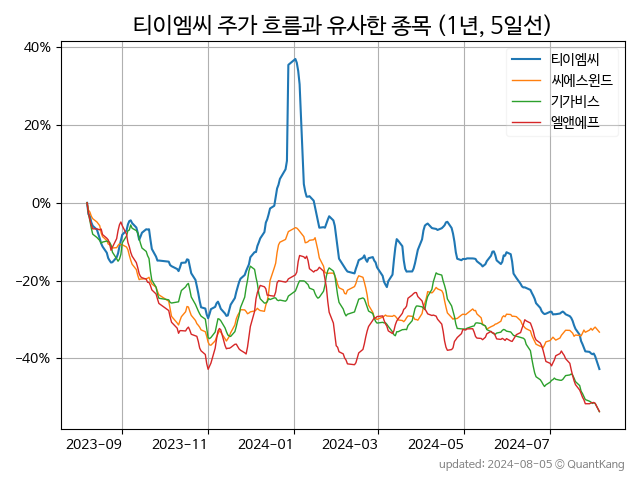 티이엠씨 주가 흐름과 유사한 종목 (1년, 5일선)
티이엠씨
씨에스윈드
기가비스
엘앤에프
40%
20%
0%
−20%
−40%
2023-09 2023-11 2024-01 2024-03 2024-05 2024-07
updated: 2024-08-05 © QuantKang